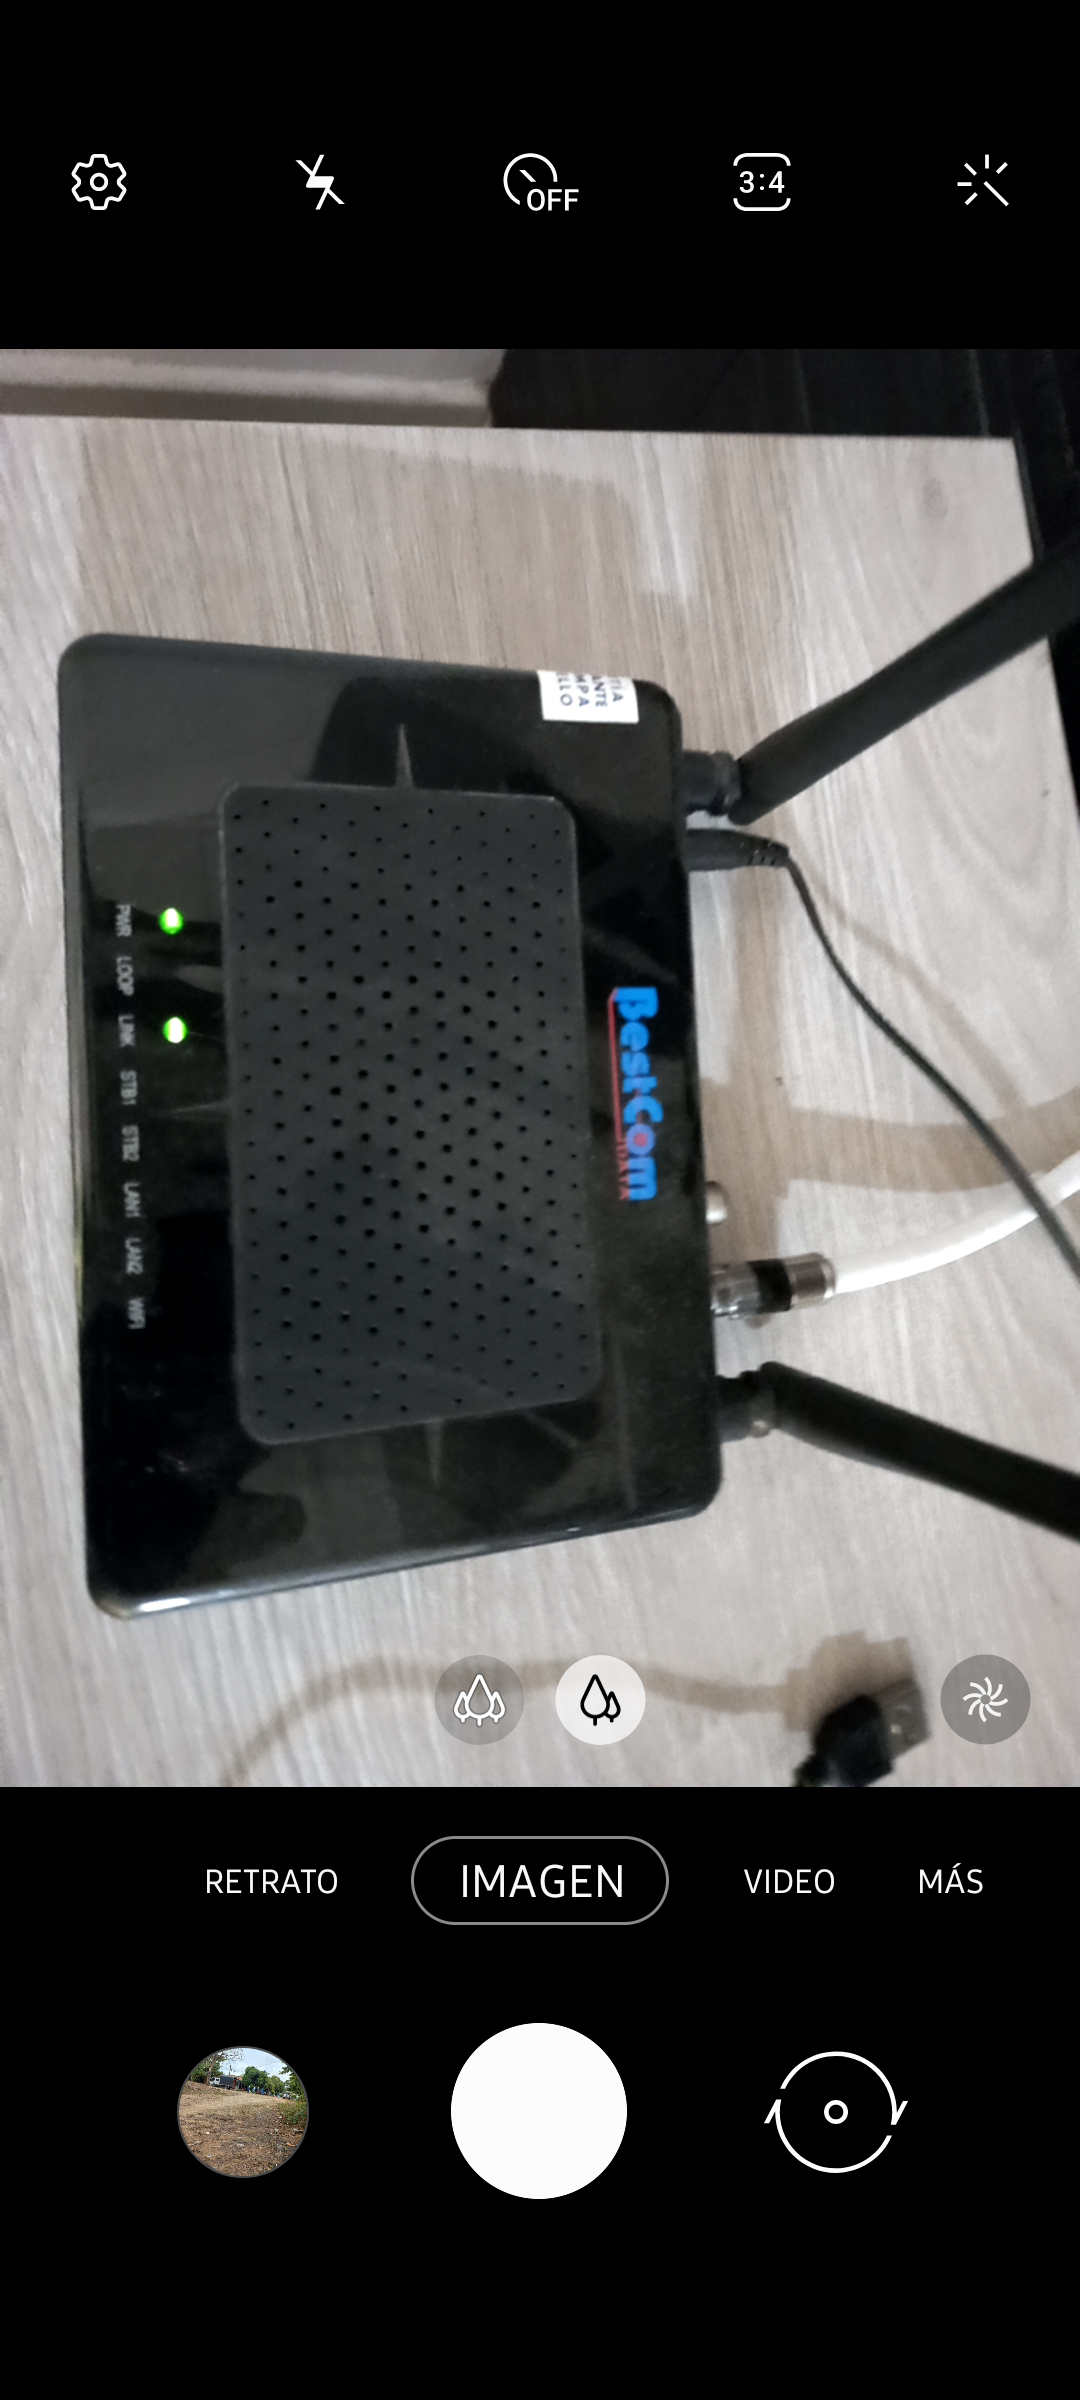 OFF
3:4
PWR LOOP LINK STB1 STB2 LAN1 LAN2 WIFI
BestCom
DATA
RETRATO IMAGEN VIDEO MÁS